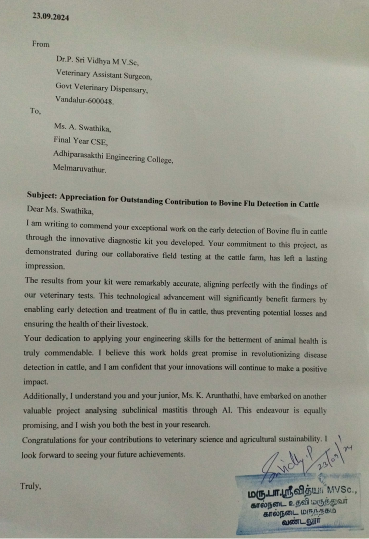 23.09.2024
From
Dr.P. Sri Vidhya M V.Sc,
Veterinary Assistant Surgeon,
Govt Veterinary Dispensary,
Vandalur-600048.
To,
Ms. A. Swathika,
Final Year CSE,
Adhiparasakthi Engineering College,
Melmaruvathur.
Subject: Appreciation for Outstanding Contribution to Bovine Flu Detection in Cattle
Dear Ms. Swathika,
I am writing to commend your exceptional work on the early detection of Bovine flu in cattle
through the innovative diagnostic kit you developed. Your commitment to this project, as
demonstrated during our collaborative field testing at the cattle farm, has left a lasting
impression.
The results from your kit were remarkably accurate, aligning perfectly with the findings of
our veterinary tests. This technological advancement will significantly benefit farmers by
enabling early detection and treatment of flu in cattle, thus preventing potential losses and
ensuring the health of their livestock.
Your dedication to applying your engineering skills for the betterment of animal health is
truly commendable. I believe this work holds great promise in revolutionizing disease
detection in cattle, and I am confident that your innovations will continue to make a positive
impact.
Additionally, I understand you and your junior, Ms. K. Arunthathi, have embarked on another
valuable project analysing subclinical mastitis through AI. This endeavour is equally
promising, and I wish you both the best in your research.
Congratulations for your contributions to veterinary science and agricultural sustainability. I
look forward to seeing your future achievements.
Truly,
23/09/24
மரு.பா.ஸ்ரீவித்யா MVSc.,
கால்நடை உதவி மருத்துவர்
கால்நடை மருந்தகம்
வண்டலூர்